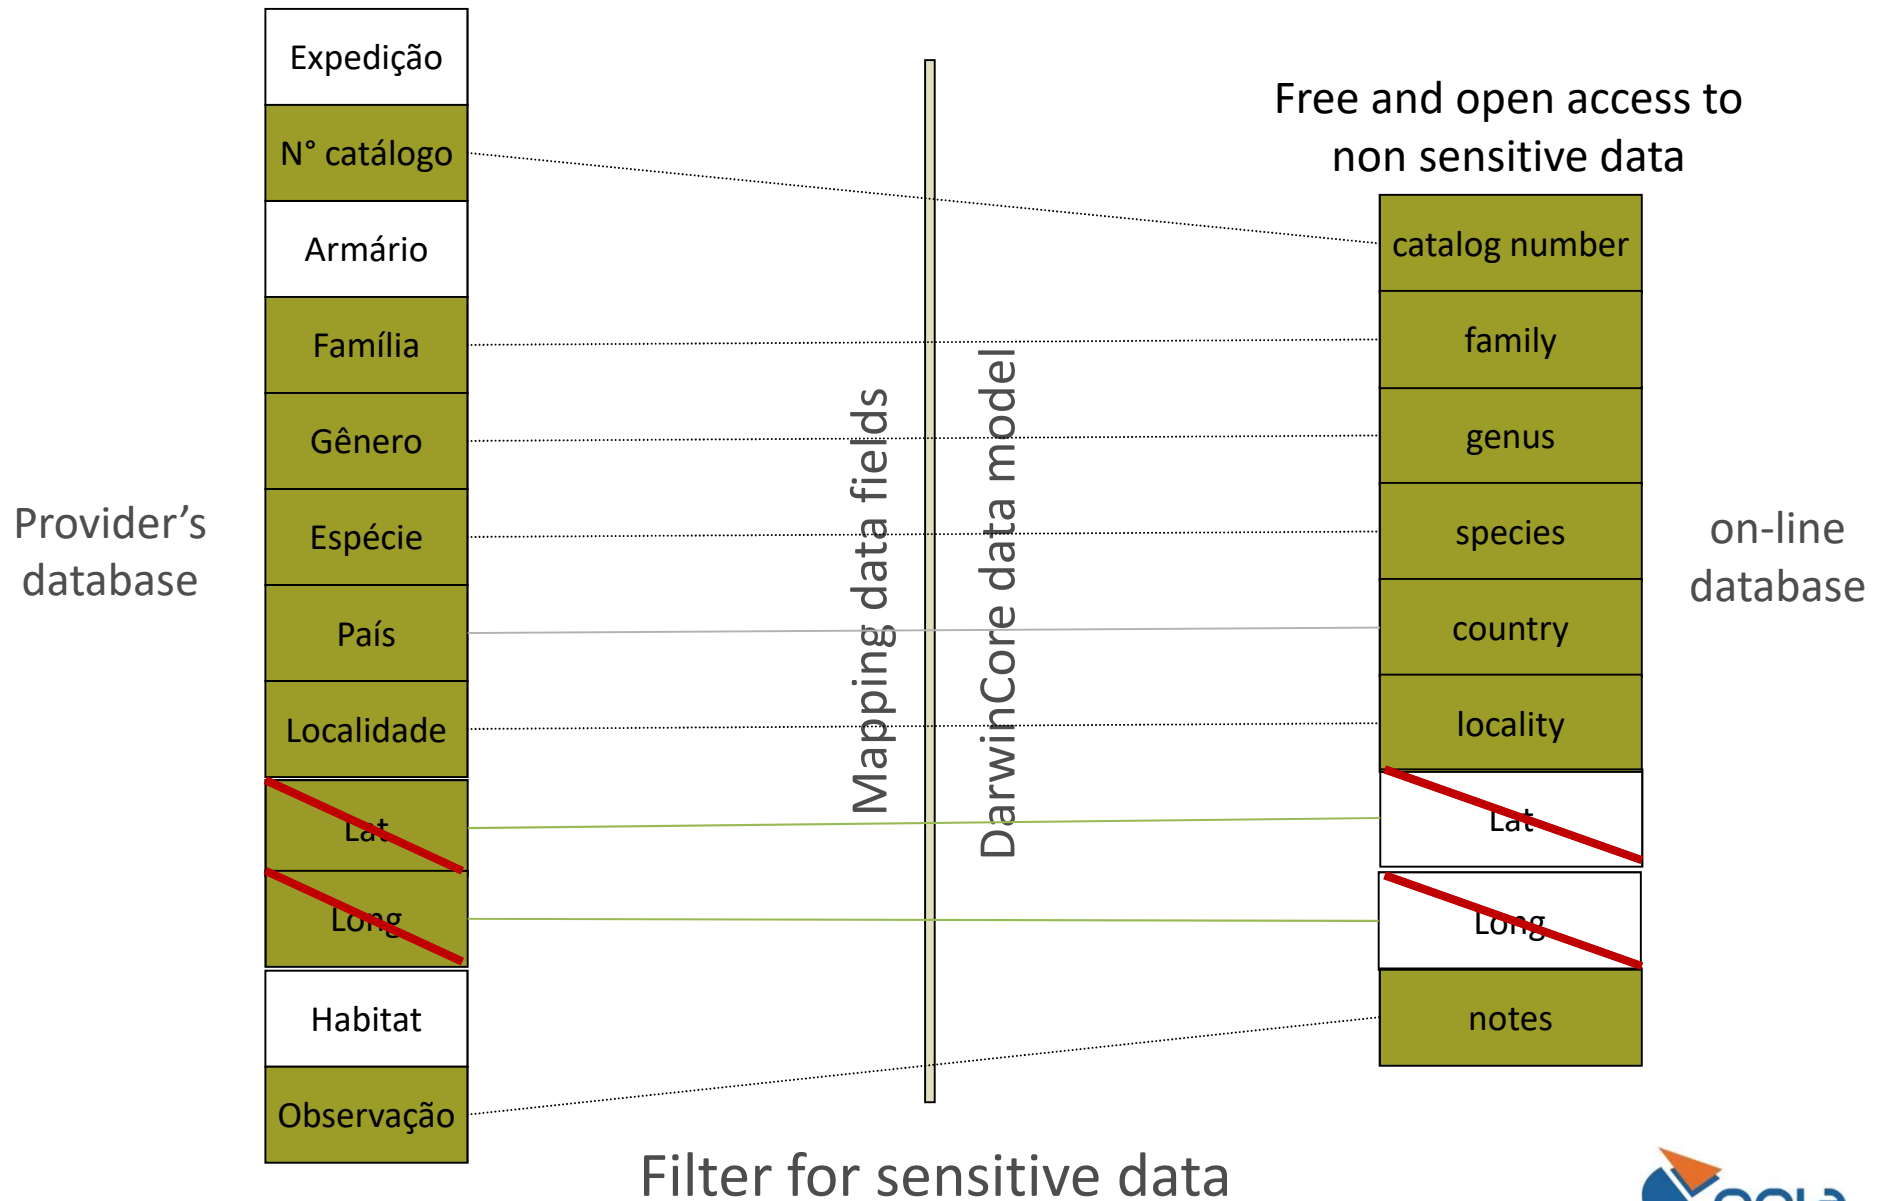 Expedição
N° catálogo
Armário
Família
Gênero
Espécie
País
Localidade
Lat
Long
Habitat
Observação
Provider’s
database
Mapping data fields
DarwinCore data model
Free and open access to
non sensitive data
catalog number
family
genus
species
country
locality
Lat
Long
notes
on-line
database
Filter for sensitive data